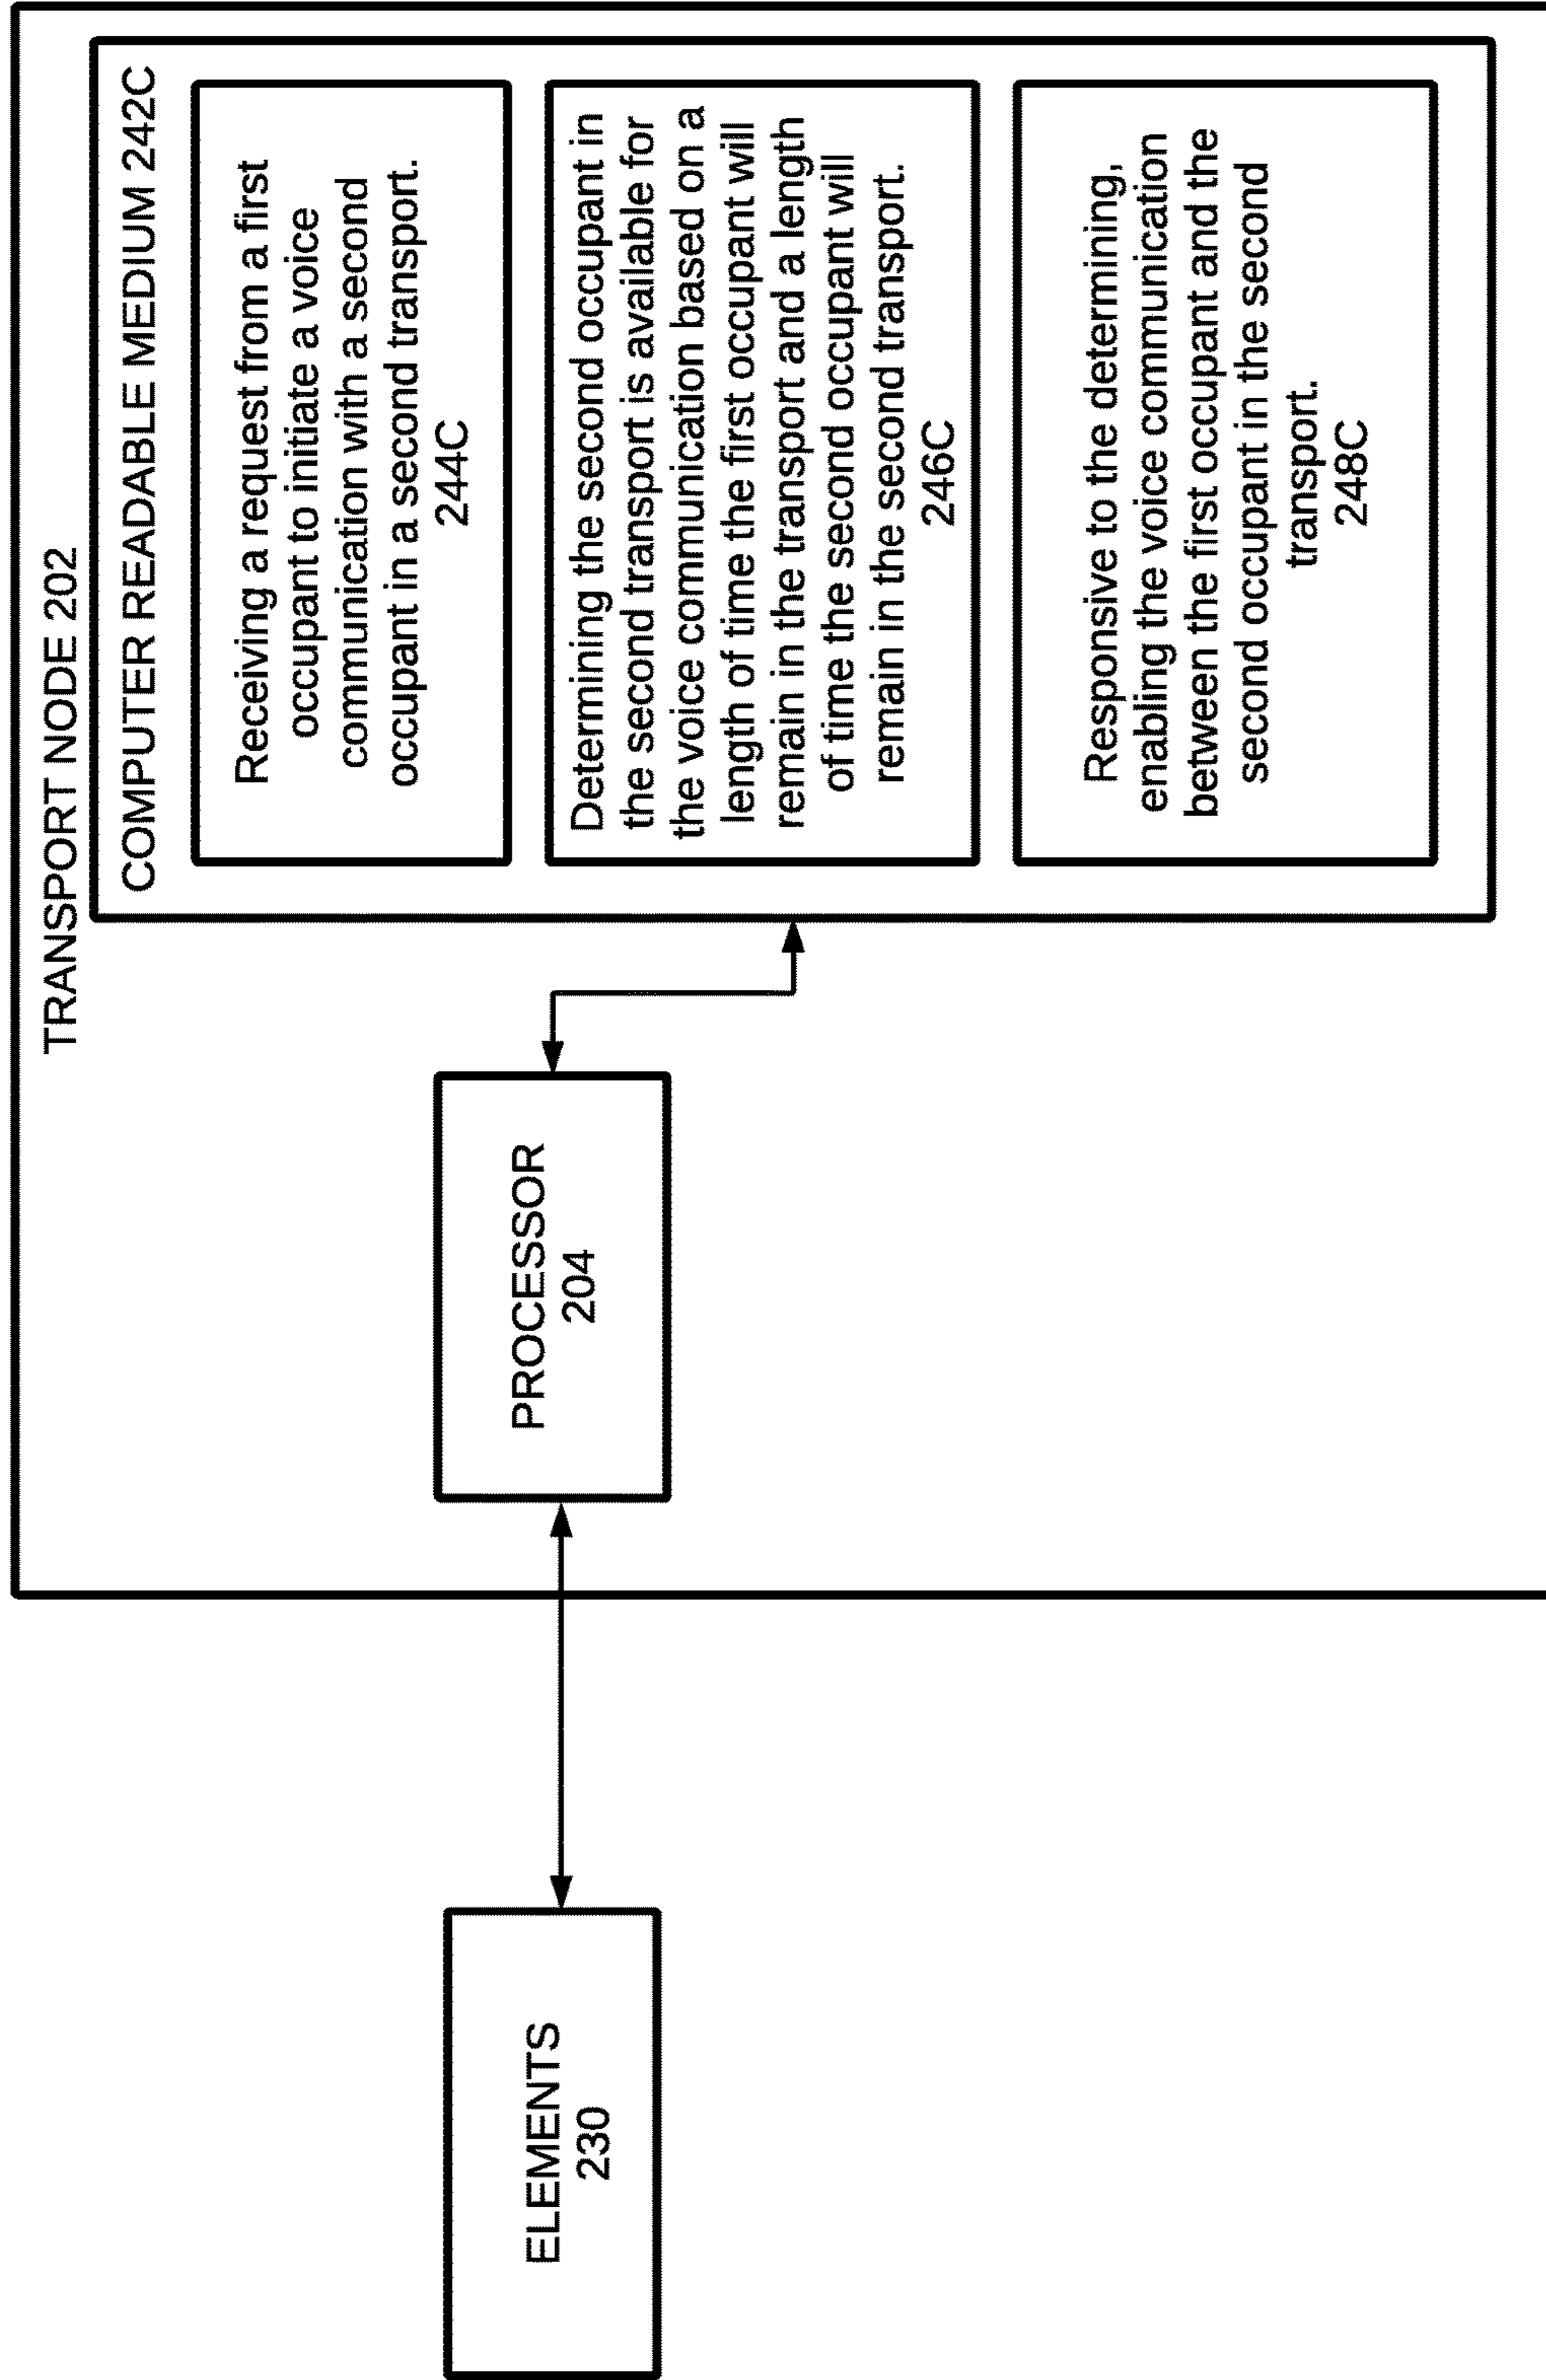 TRANSPORT NODE 202
COMPUTER READABLE MEDIUM 242C
Receiving a request from a first
occupant to initiate a voice
communication with a second
occupant in a second transport.
244C
Determining the second occupant in
the second transport is available for
the voice communication based on a
length of time the first occupant will
remain in the transport and a length
of time the second occupant will
remain in the second transport.
246C
Responsive to the determining,
enabling the voice communication
between the first occupant and the
second occupant in the second
transport.
248C
PROCESSOR
204
ELEMENTS
230